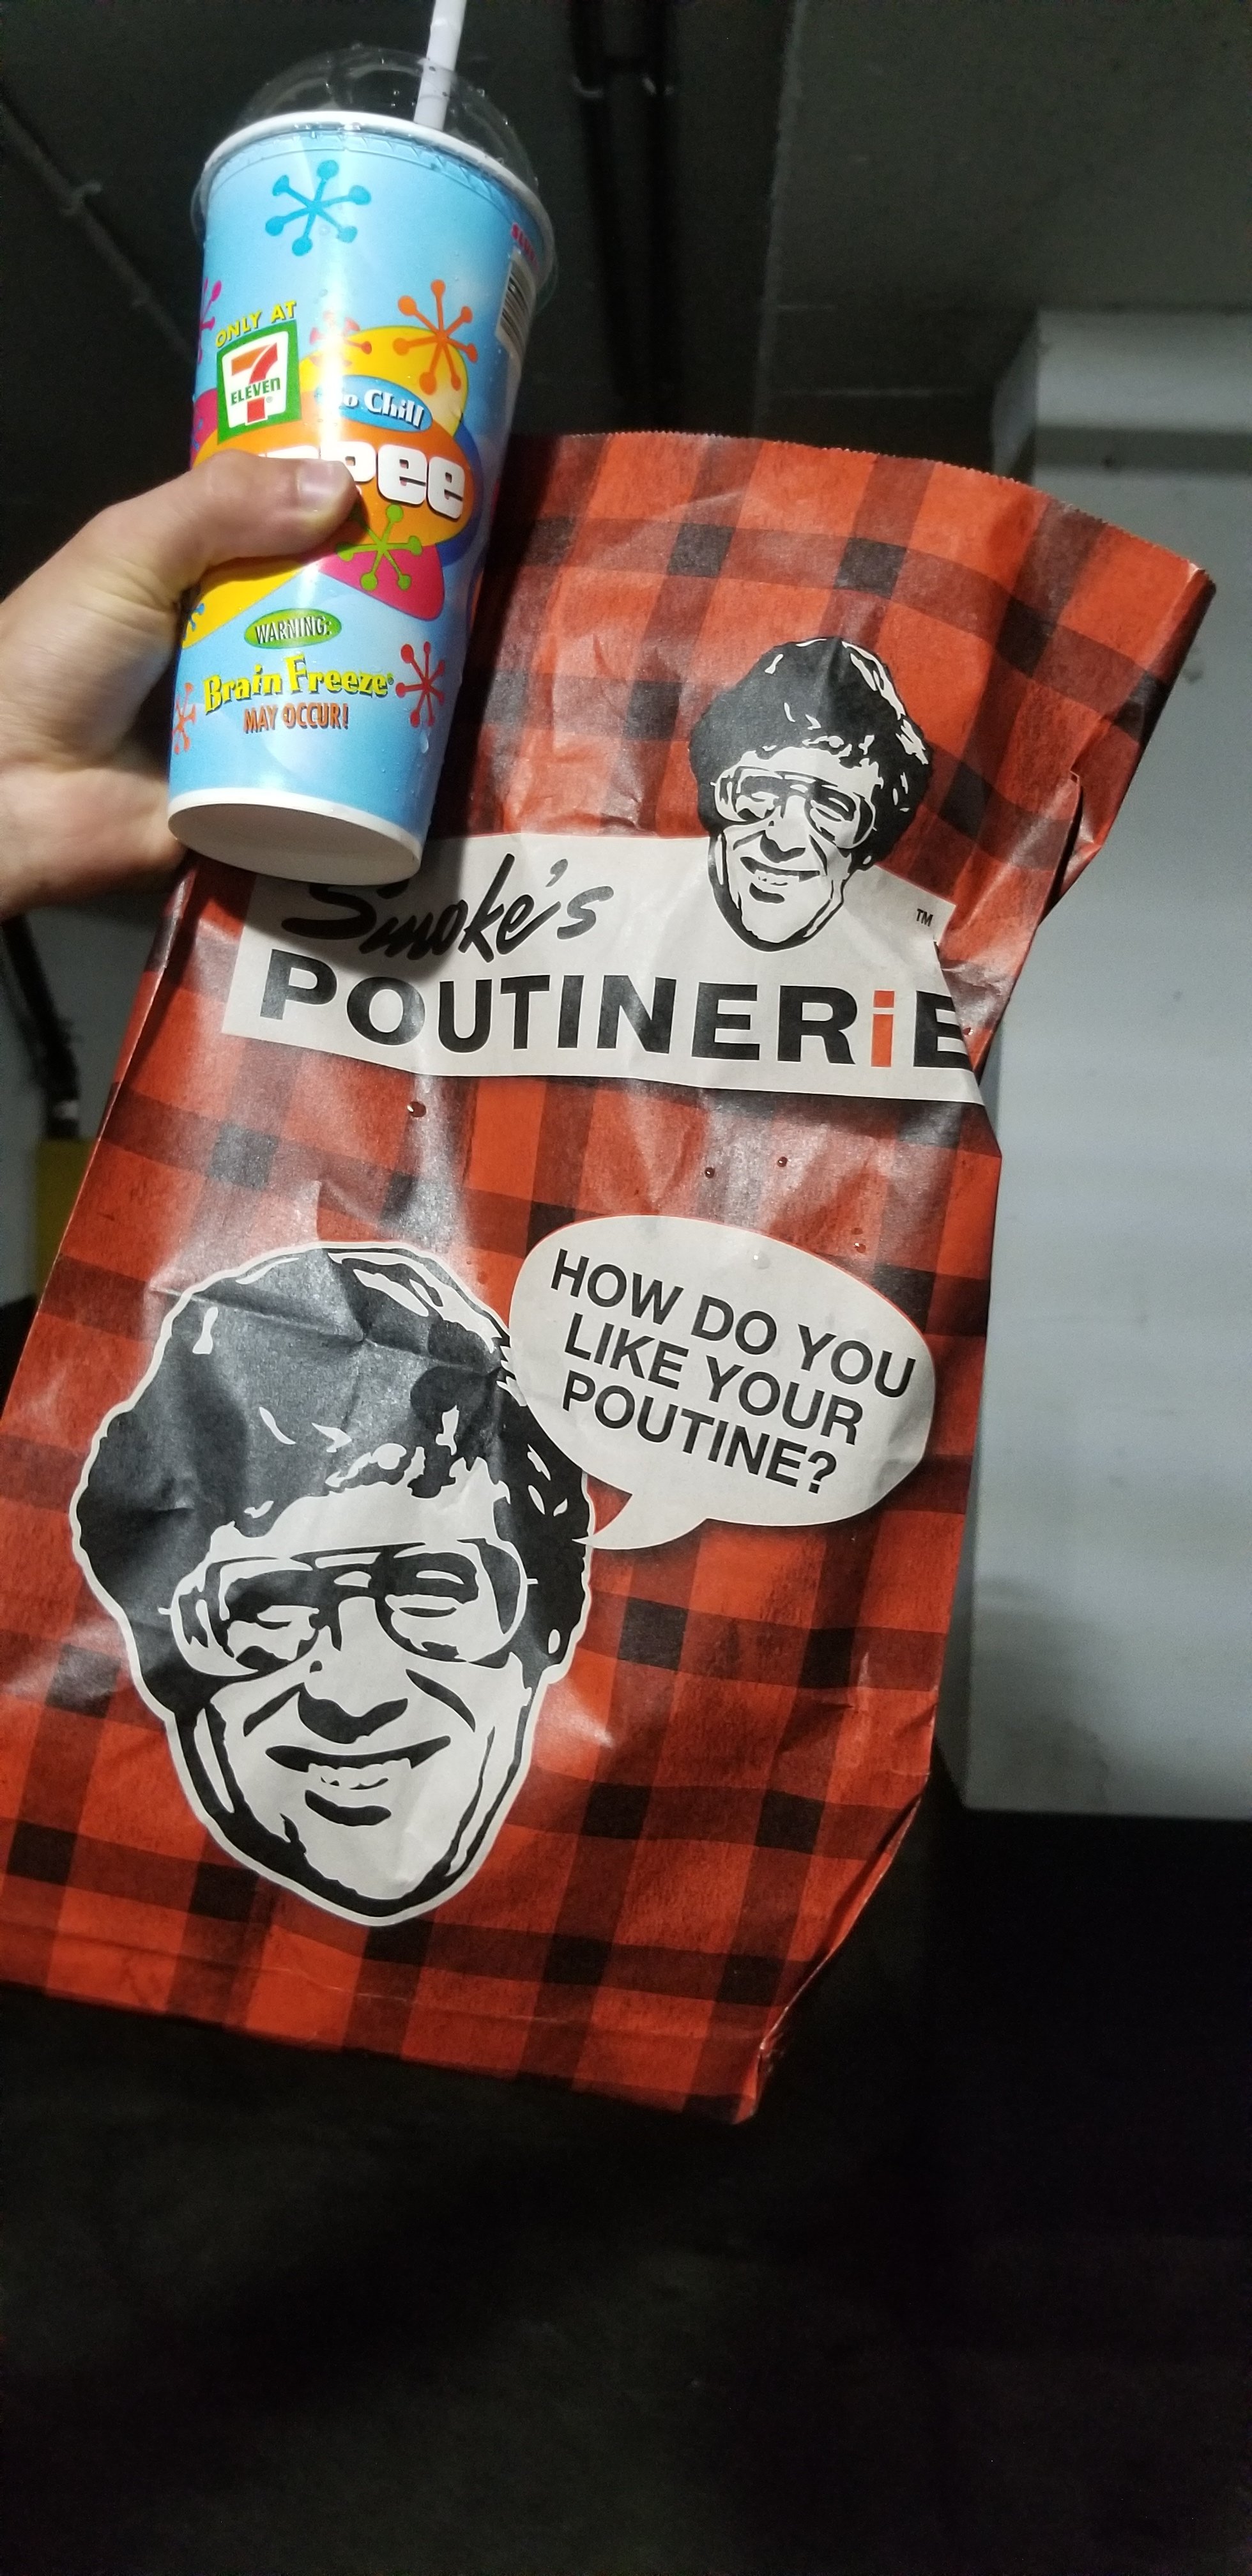 ONLY AT
7
ELEVEN
Chill
WARNING:
Brain Freeze®
MAY OCCUR!
Smoke's
TM
POUTINERiE
HOW DO YOU
LIKE YOUR
POUTINE?